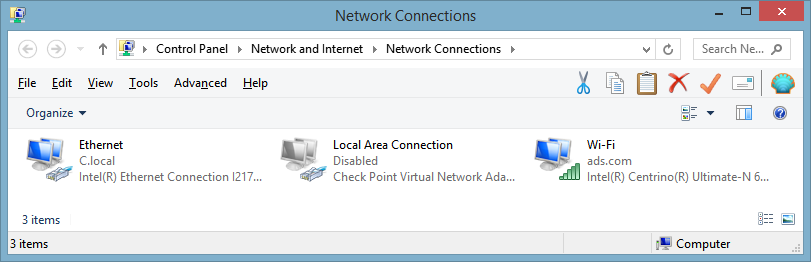 Network Connections
Control Panel Network and Internet Network Connections Search Ne...
File Edit View Tools Advanced Help
Organize
Ethernet
C.local
Intel(R) Ethernet Connection I217...
Local Area Connection
Disabled
Check Point Virtual Network Ada...
Wi-Fi
ads.com
Intel(R) Centrino(R) Ultimate-N 6...
3 items
3 items Computer